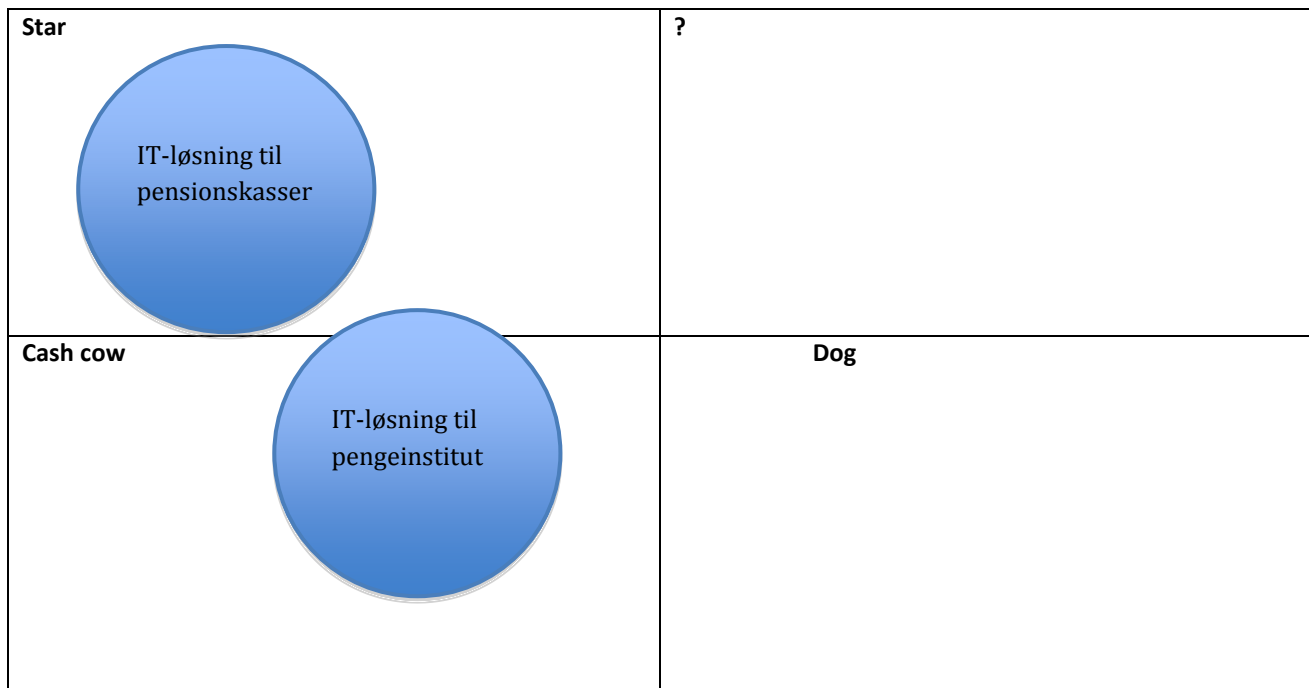 Star
?
IT-løsning til
pensionskasser
Cash cow
Dog
IT-løsning til
pengeinstitut